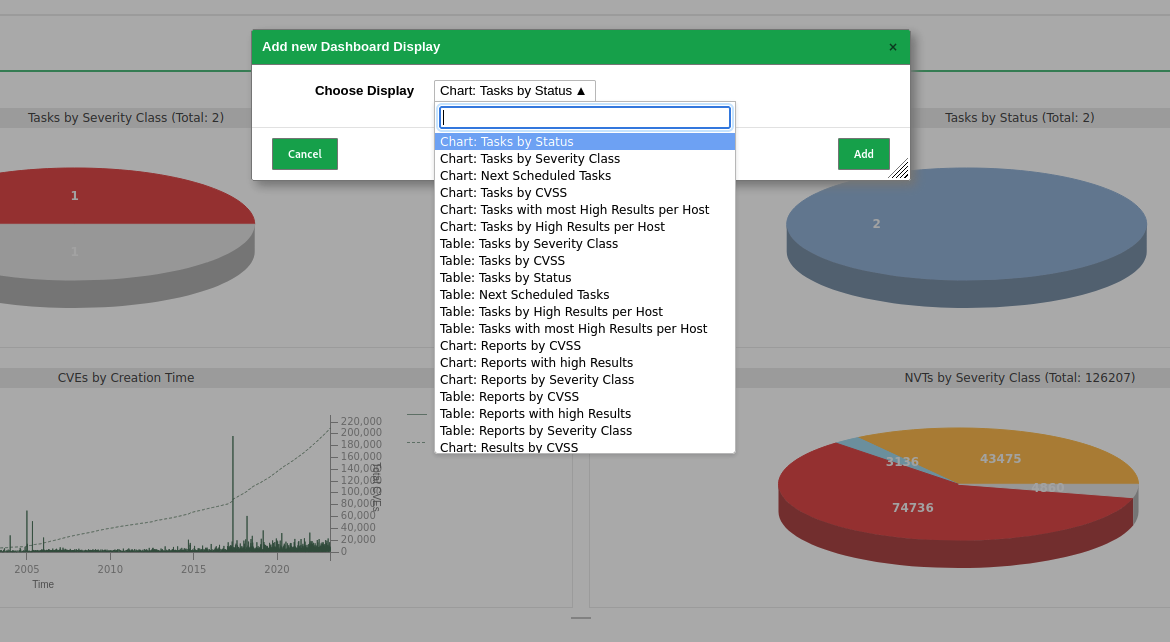 Add new Dashboard Display ×
Choose Display Chart: Tasks by Status ▲
Chart: Tasks by Status
Chart: Tasks by Severity Class
Chart: Next Scheduled Tasks
Chart: Tasks by CVSS
Chart: Tasks with most High Results per Host
Chart: Tasks by High Results per Host
Table: Tasks by Severity Class
Table: Tasks by CVSS
Table: Tasks by Status
Table: Next Scheduled Tasks
Table: Tasks by High Results per Host
Table: Tasks with most High Results per Host
Chart: Reports by CVSS
Chart: Reports with high Results
Chart: Reports by Severity Class
Table: Reports by CVSS
Table: Reports with high Results
Table: Reports by Severity Class
Chart: Results by CVSS
Cancel
Add
Tasks by Severity Class (Total: 2)
1
1
Tasks by Status (Total: 2)
2
CVEs by Creation Time
220,000
200,000
180,000
160,000
140,000
120,000
100,000
80,000
60,000
40,000
20,000
0
Total CVEs
2005 2010 2015 2020
Time
NVTs by Severity Class (Total: 126207)
3136
43475
4860
74736